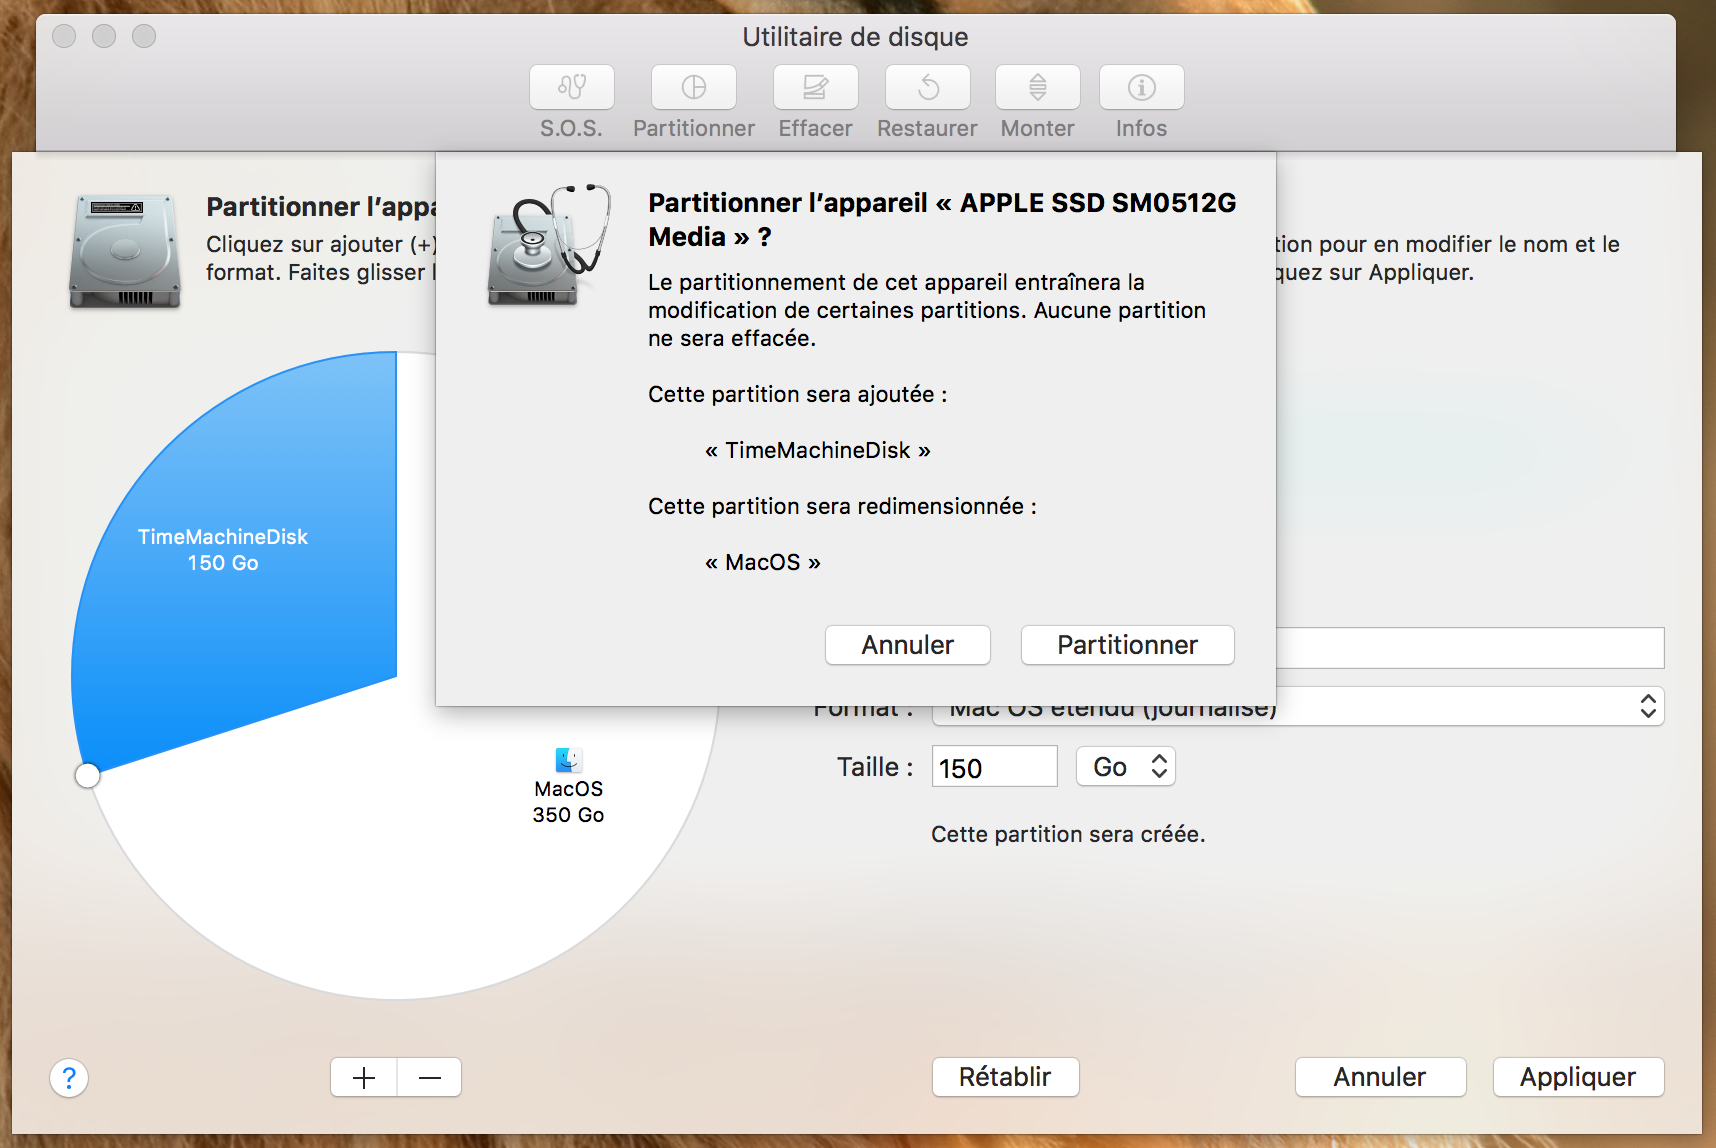 Utilitaire de disque
S.O.S.
Partitionner
Effacer
Restaurer
Monter
Infos
Partitionner l’appa
Cliquez sur ajouter (+)
format. Faites glisser l
tion pour en modifier le nom et le
quez sur Appliquer.
Partitionner l’appareil « APPLE SSD SM0512G
Media » ?
Le partitionnement de cet appareil entraînera la
modification de certaines partitions. Aucune partition
ne sera effacée.
Cette partition sera ajoutée :
« TimeMachineDisk »
Cette partition sera redimensionnée :
« MacOS »
Annuler
Partitionner
TimeMachineDisk
150 Go
MacOS
350 Go
Format : Mac OS étendu (journalisé)
Taille : 150 Go
Cette partition sera créée.
?
+ −
Rétablir
Annuler
Appliquer